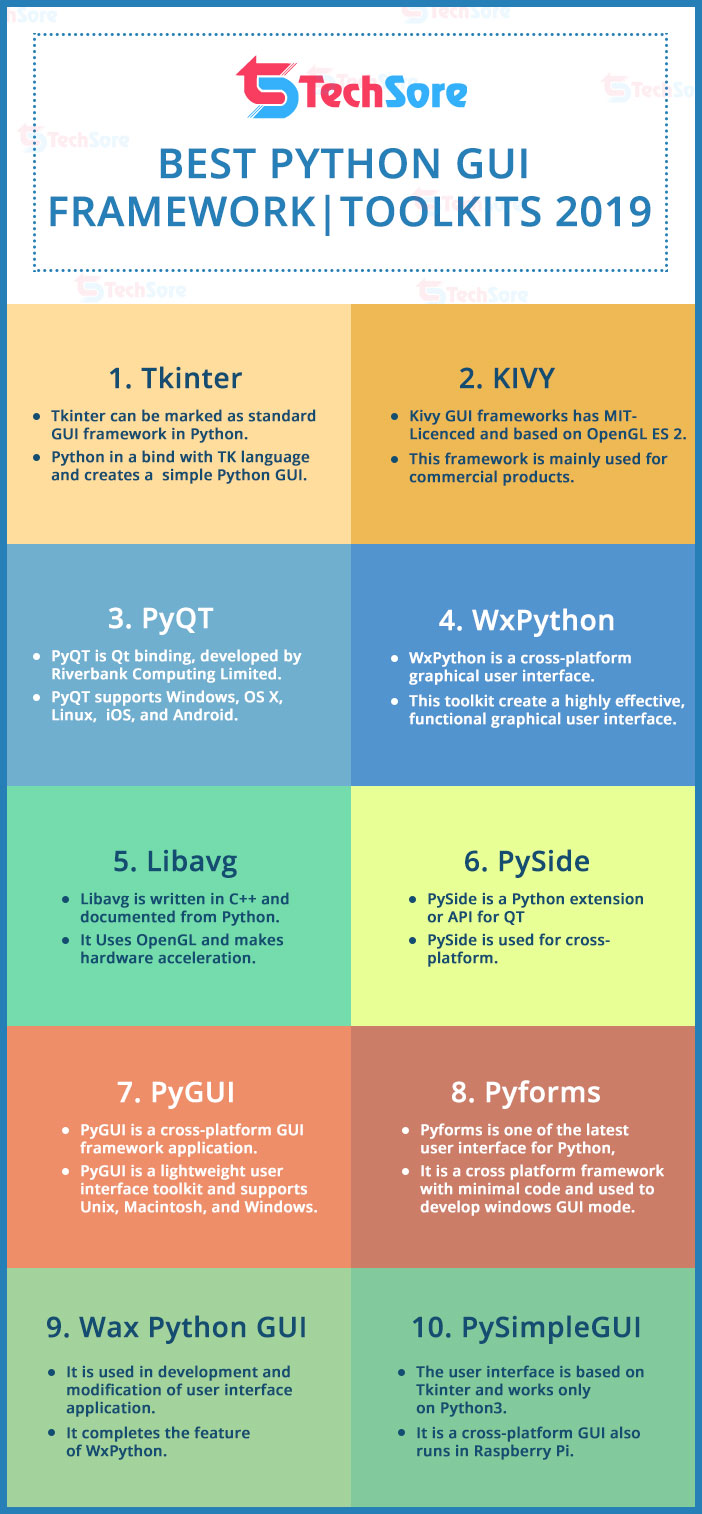 TechSore
BEST PYTHON GUI
FRAMEWORK|TOOLKITS 2019
1. Tkinter
Tkinter can be marked as standard
GUI framework in Python.
Python in a bind with TK language
and creates a simple Python GUI.
2. KIVY
Kivy GUI frameworks has MIT-
Licenced and based on OpenGL ES 2.
This framework is mainly used for
commercial products.
3. PyQT
PyQT is Qt binding, developed by
Riverbank Computing Limited.
PyQT supports Windows, OS X,
Linux, iOS, and Android.
4. WxPython
WxPython is a cross-platform
graphical user interface.
This toolkit create a highly effective,
functional graphical user interface.
5. Libavg
Libavg is written in C++ and
documented from Python.
It Uses OpenGL and makes
hardware acceleration.
6. PySide
PySide is a Python extension
or API for QT
PySide is used for cross-
platform.
7. PyGUI
PyGUI is a cross-platform GUI
framework application.
PyGUI is a lightweight user
interface toolkit and supports
Unix, Macintosh, and Windows.
8. Pyforms
Pyforms is one of the latest
user interface for Python,
It is a cross platform framework
with minimal code and used to
develop windows GUI mode.
9. Wax Python GUI
It is used in development and
modification of user interface
application.
It completes the feature
of WxPython.
10. PySimpleGUI
The user interface is based on
Tkinter and works only
on Python3.
It is a cross-platform GUI also
runs in Raspberry Pi.
TechSore
TechSore
TechSore